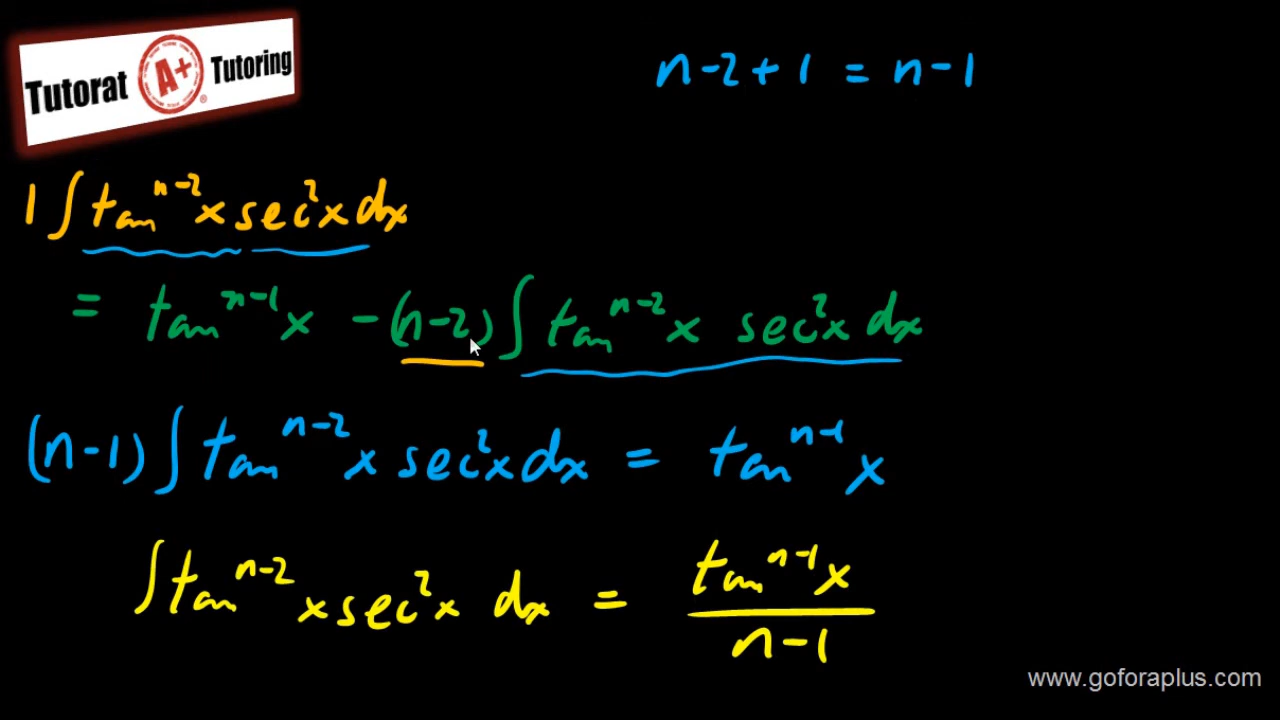 Tutorat A+ Tutoring
n-2+1 = n-1
1∫tan^{n-2}x sec²x dx
= tan^{n-1}x -(n-2)∫tan^{n-2}x sec²x dx
(n-1)∫tan^{n-2}x sec²x dx = tan^{n-1}x
∫tan^{n-2}x sec²x dx = \frac{tan^{n-1}x}{n-1}
www.goforaplus.com